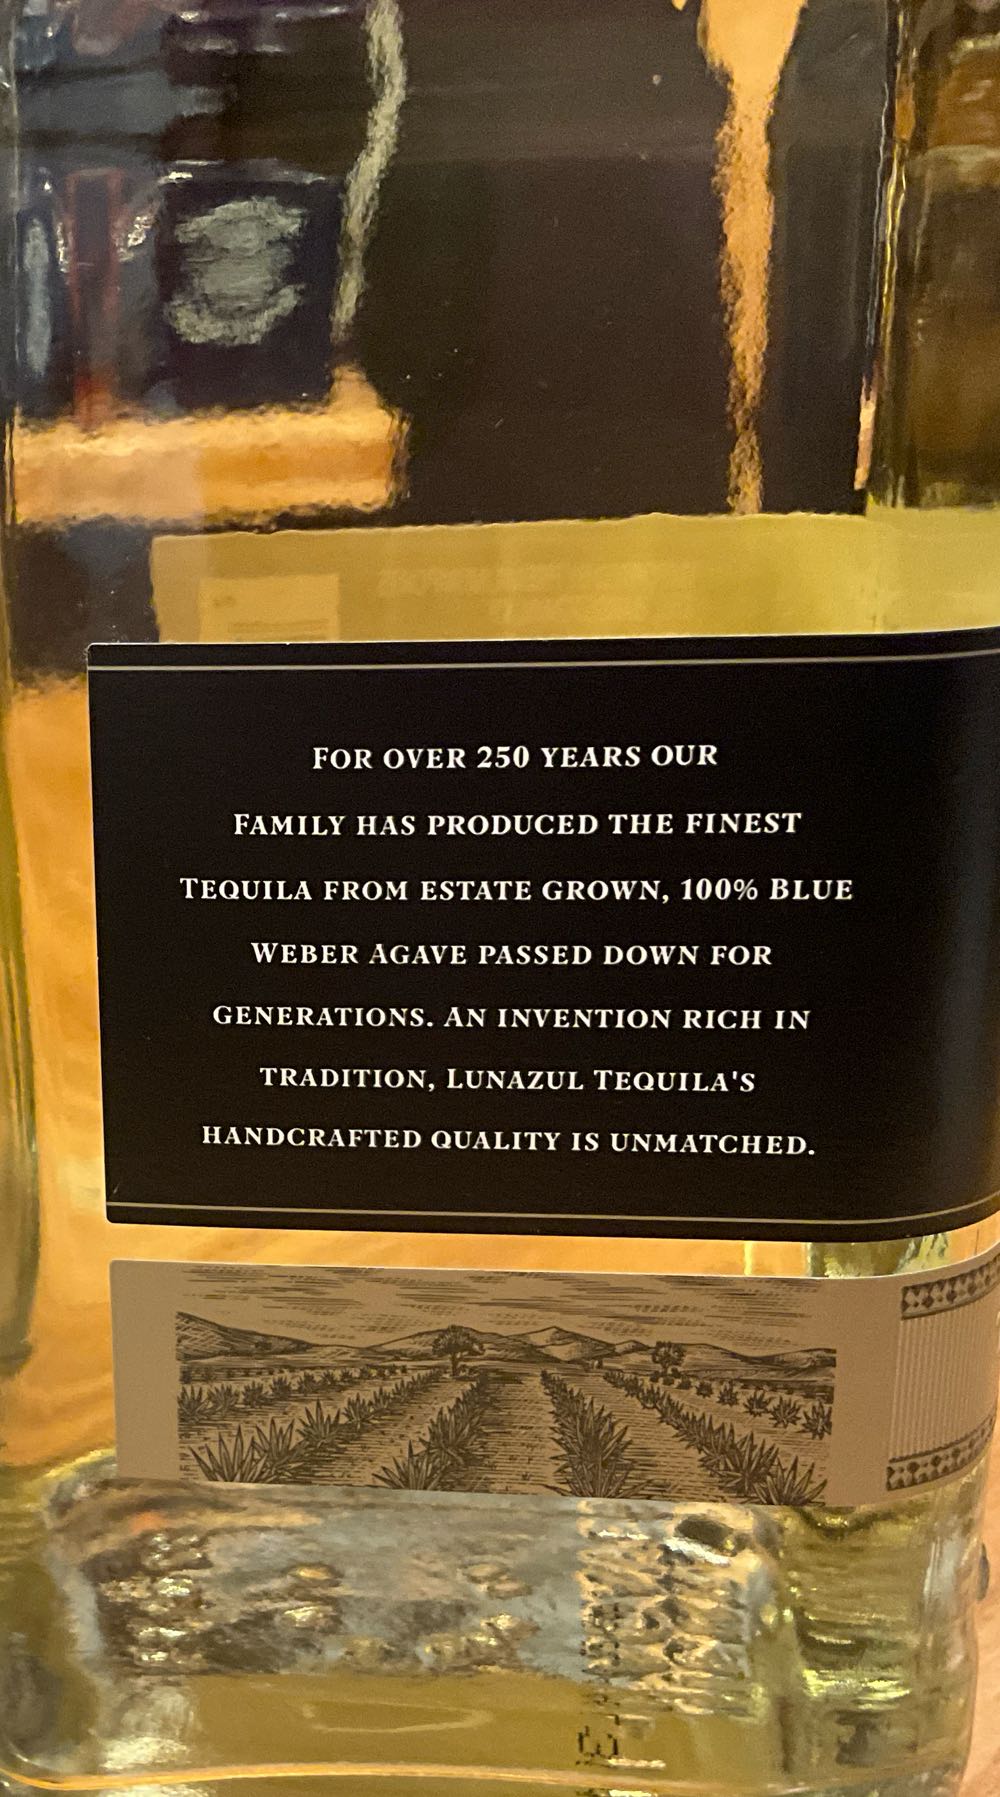 For over 250 years our
Family has produced the finest
Tequila from estate grown, 100% Blue
Weber Agave passed down for
generations. An invention rich in
tradition, Lunazul Tequila's
handcrafted quality is unmatched.